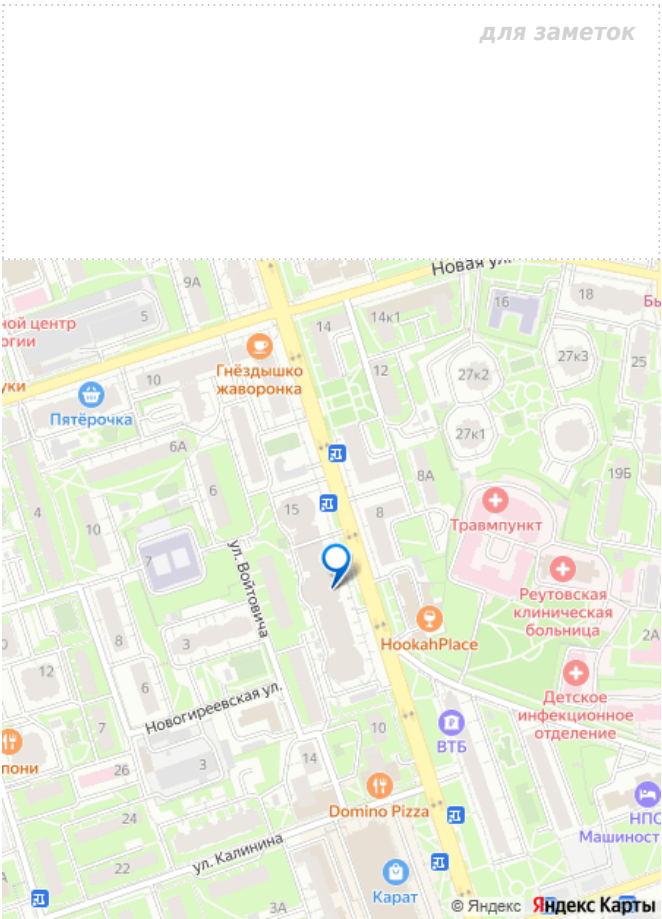 для заметок
Новая ул.
9А
5
14
14к1
16
18
ной центр
огии
Гнёздышко
жаворонка
12
27к2
27к3
25
10
уки
Пятёрочка
27к1
6А
8А
19Б
6
4
10
15
8
Травмпункт
7
ул. Войтовича
Реутовская
клиническая
больница
HookahPlace
2А
8
3
12
6
Детское
инфекционное
отделение
Новогиреевская ул.
7
10
ВТБ
пони
26
3
14
Domino Pizza
НПО
Машиност
24
ул. Калинина
22
Карат
3А
© Яндекс Яндекс Карты